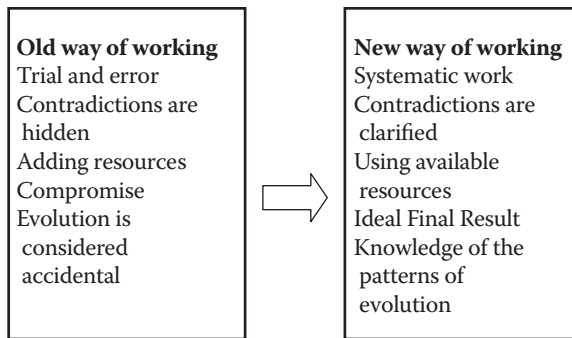 Old way of working
Trial and error
Contradictions are
hidden
Adding resources
Compromise
Evolution is
considered
accidental
New way of working
Systematic work
Contradictions are
clarified
Using available
resources
Ideal Final Result
Knowledge of the
patterns of
evolution